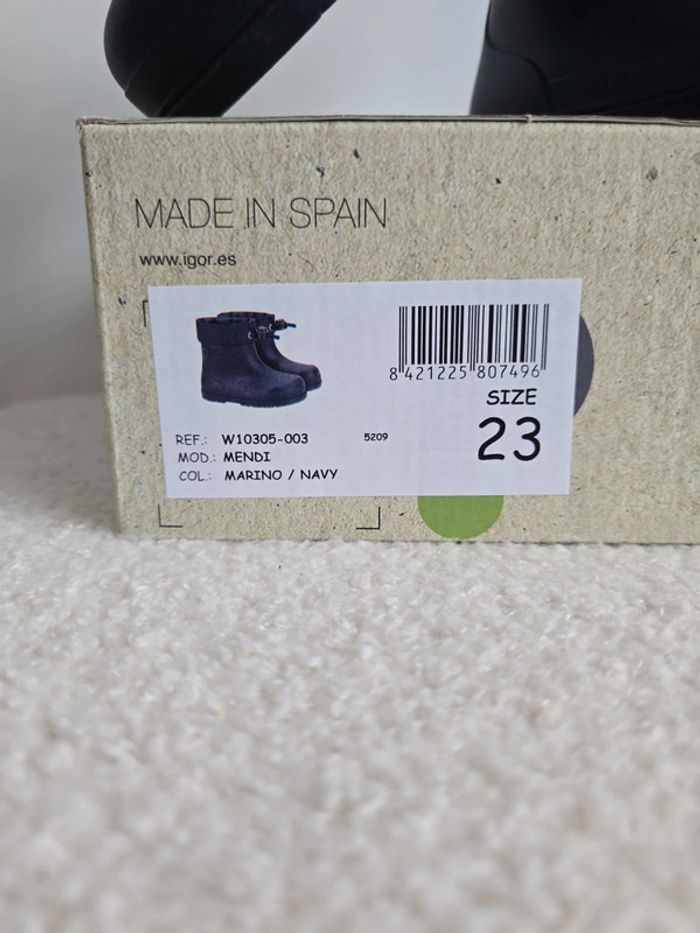 MADE IN SPAIN
www.igor.es
8 421225 807496
SIZE
23
REF.: W10305-003 5209
MOD.: MENDI
COL.: MARINO / NAVY